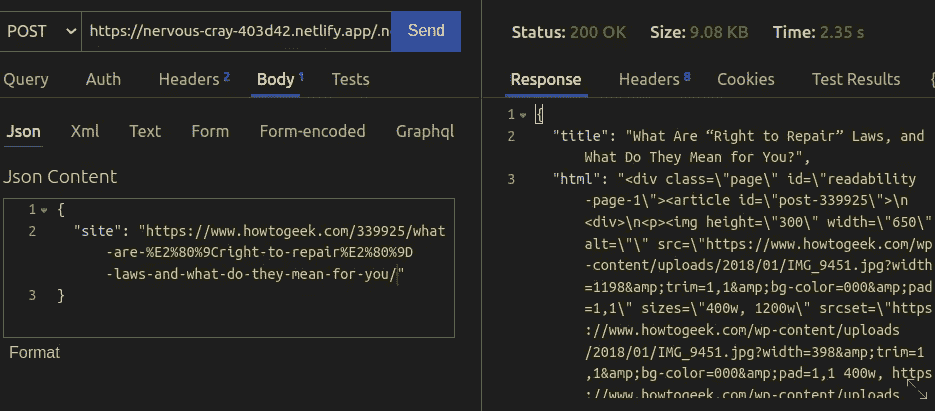 POST https://nervous-cray-403d42.netlify.app/.n Send
Query Auth Headers 2 Body 1 Tests
Json Xml Text Form Form-encoded Graphql
Json Content
1 {
2 "site": "https://www.howtogeek.com/339925/what
-are-%E2%80%9Cright-to-repair%E2%80%9D
-laws-and-what-do-they-mean-for-you/"
3 }
Format
Status: 200 OK Size: 9.08 KB Time: 2.35 s
Response Headers 8 Cookies Test Results {
1 {
2 "title": "What Are “Right to Repair” Laws, and
What Do They Mean for You?",
3 "html": "<div class=\"page\" id=\"readability
-page-1\"><article id=\"post-339925\">\n
<div>\n<p><img height=\"300\" width=\"650\"
alt=\"\" src=\"https://www.howtogeek.com/wp
-content/uploads/2018/01/IMG_9451.jpg?width
=1198&amp;trim=1,1&amp;bg-color=000&amp;pad
=1,1\" sizes=\"400w, 1200w\" srcset=\"https
://www.howtogeek.com/wp-content/uploads
/2018/01/IMG_9451.jpg?width=398&amp;trim=1
,1&amp;bg-color=000&amp;pad=1,1 400w, https
://www.howtogeek.com/wp-content/uploads